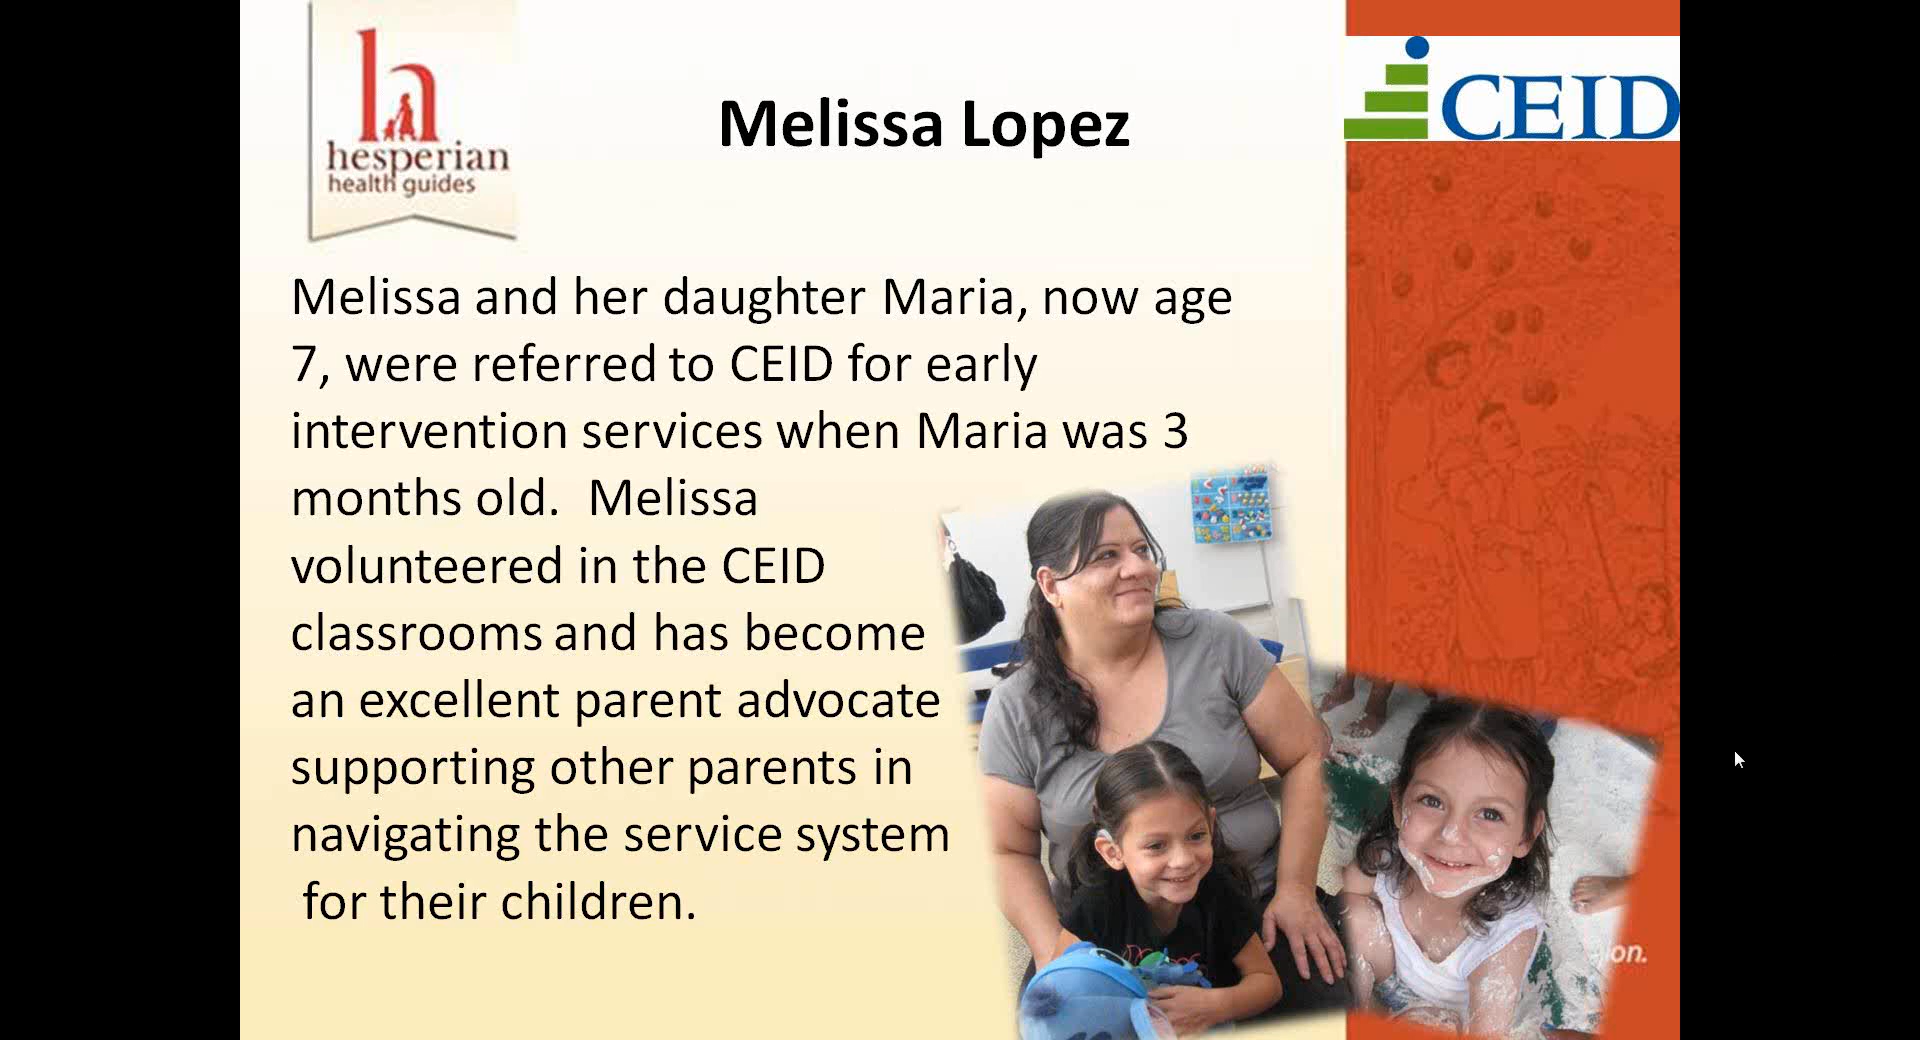 hesperian
health guides
Melissa Lopez
CEID
Melissa and her daughter Maria, now age
7, were referred to CEID for early
intervention services when Maria was 3
months old.  Melissa
volunteered in the CEID
classrooms and has become
an excellent parent advocate
supporting other parents in
navigating the service system
for their children.
on.